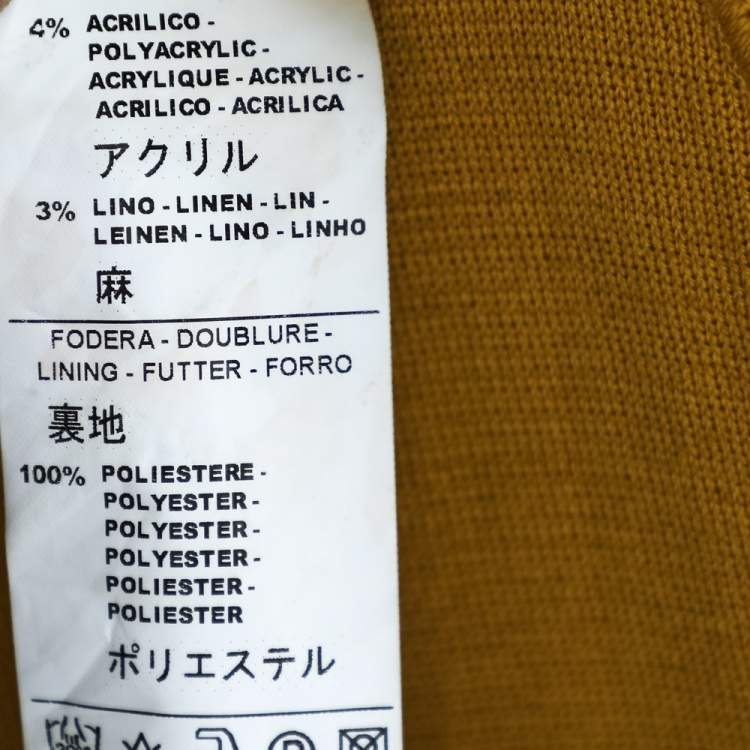 4% ACRILICO -
POLYACRYLIC -
ACRYLIQUE - ACRYLIC -
ACRILICO - ACRILICA
アクリル
3% LINO - LINEN - LIN -
LEINEN - LINO - LINHO
麻
FODERA - DOUBLURE -
LINING - FUTTER - FORRO
裏地
100% POLIESTERE -
POLYESTER -
POLYESTER -
POLYESTER -
POLIESTER -
POLIESTER
ポリエステル